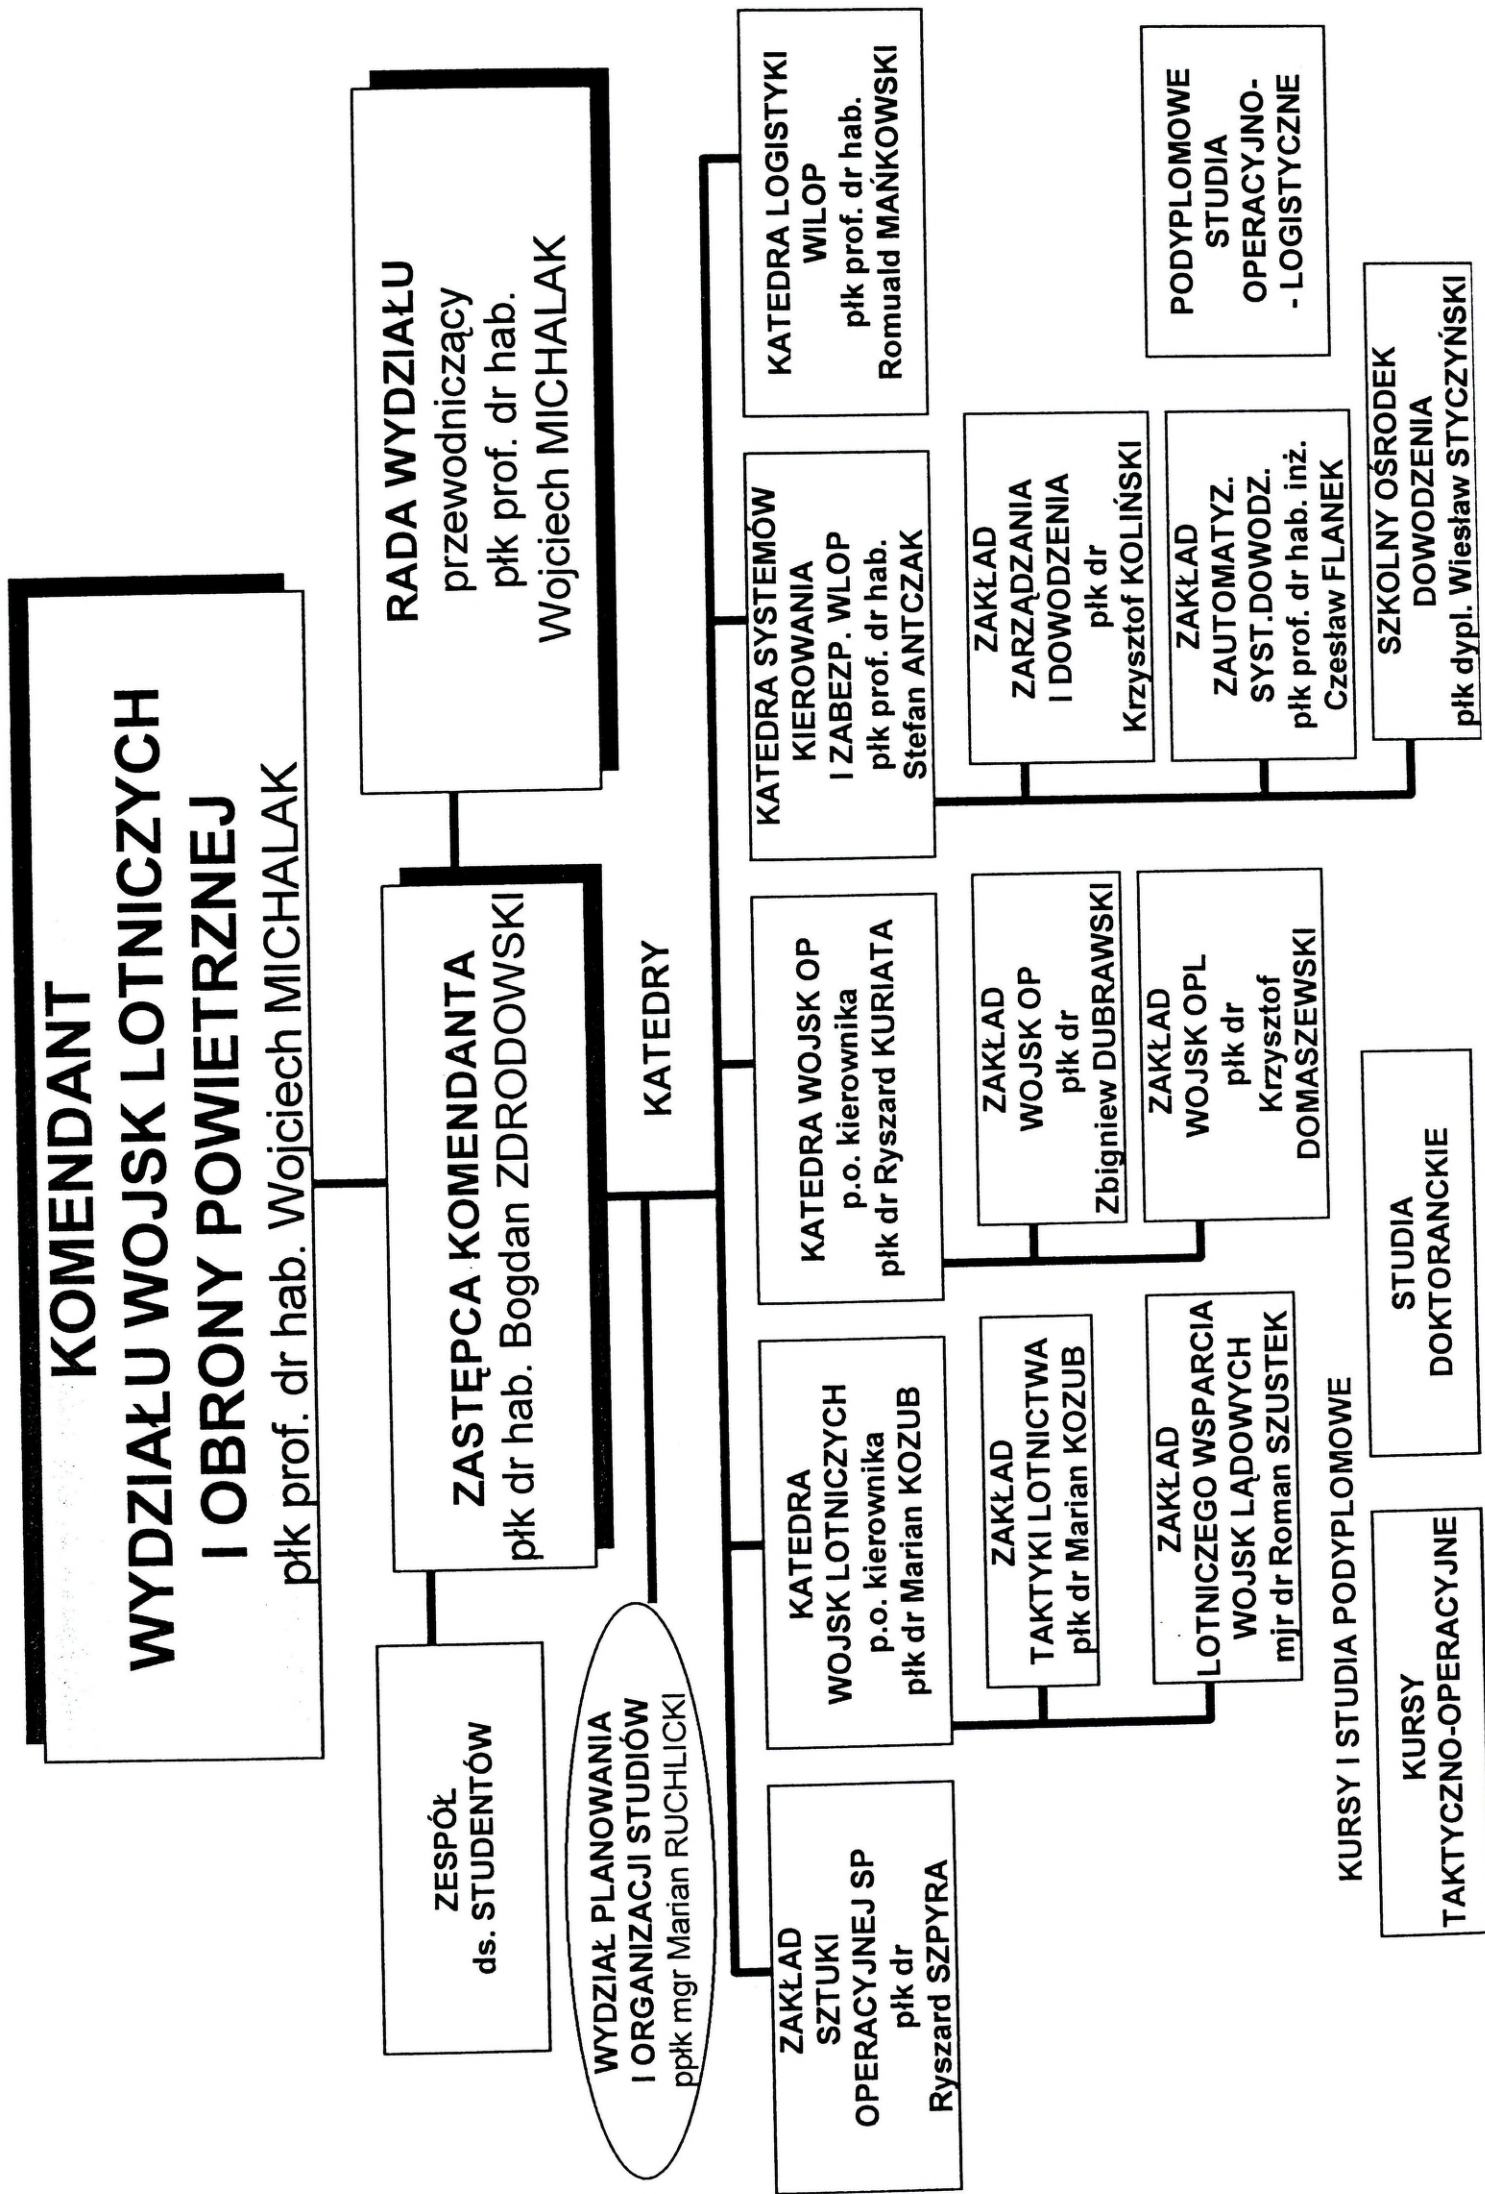 KOMENDANT
WYDZIAŁU WOJSK LOTNICZYCH
I OBRONY POWIETRZNEJ
płk prof. dr hab. Wojciech MICHALAK
ZASTĘPCA KOMENDANTA
płk dr hab. Bogdan ZDRODOWSKI
RADA WYDZIAŁU
przewodniczący
płk prof. dr hab.
Wojciech MICHALAK
ZESPÓŁ
ds. STUDENTÓW
WYDZIAŁ PLANOWANIA
I ORGANIZACJI STUDIÓW
ppłk mgr Marian RUCHLICKI
KATEDRY
ZAKŁAD
SZTUKI
OPERACYJNEJ SP
płk dr
Ryszard SZPYRA
KATEDRA
WOJSK LOTNICZYCH
p.o. kierownika
płk dr Marian KOZUB
ZAKŁAD
TAKTYKI LOTNICTWA
płk dr Marian KOZUB
ZAKŁAD
LOTNICZEGO WSPARCIA
WOJSK LĄDOWYCH
mjr dr Roman SZUSTEK
KATEDRA WOJSK OP
p.o. kierownika
płk dr Ryszard KURIATA
ZAKŁAD
WOJSK OP
płk dr
Zbigniew DUBRAWSKI
ZAKŁAD
WOJSK OPL
płk dr
Krzysztof
DOMASZEWSKI
KATEDRA SYSTEMÓW
KIEROWANIA
I ZABEZP. WLOP
płk prof. dr hab.
Stefan ANTCZAK
ZAKŁAD
ZARZĄDZANIA
I DOWODZENIA
płk dr
Krzysztof KOLIŃSKI
ZAKŁAD
ZAUTOMATYZ.
SYST.DOWODZ.
płk prof. dr hab. inż.
Czesław FLANEK
SZKOLNY OŚRODEK
DOWODZENIA
płk dypl. Wiesław STYCZYŃSKI
KATEDRA LOGISTYKI
WILOP
płk prof. dr hab.
Romuald MAŃKOWSKI
KURSY I STUDIA PODYPLOMOWE
KURSY
TAKTYCZNO-OPERACYJNE
STUDIA
DOKTORANCKIE
PODYPLOMOWE
STUDIA
OPERACYJNO-
- LOGISTYCZNE